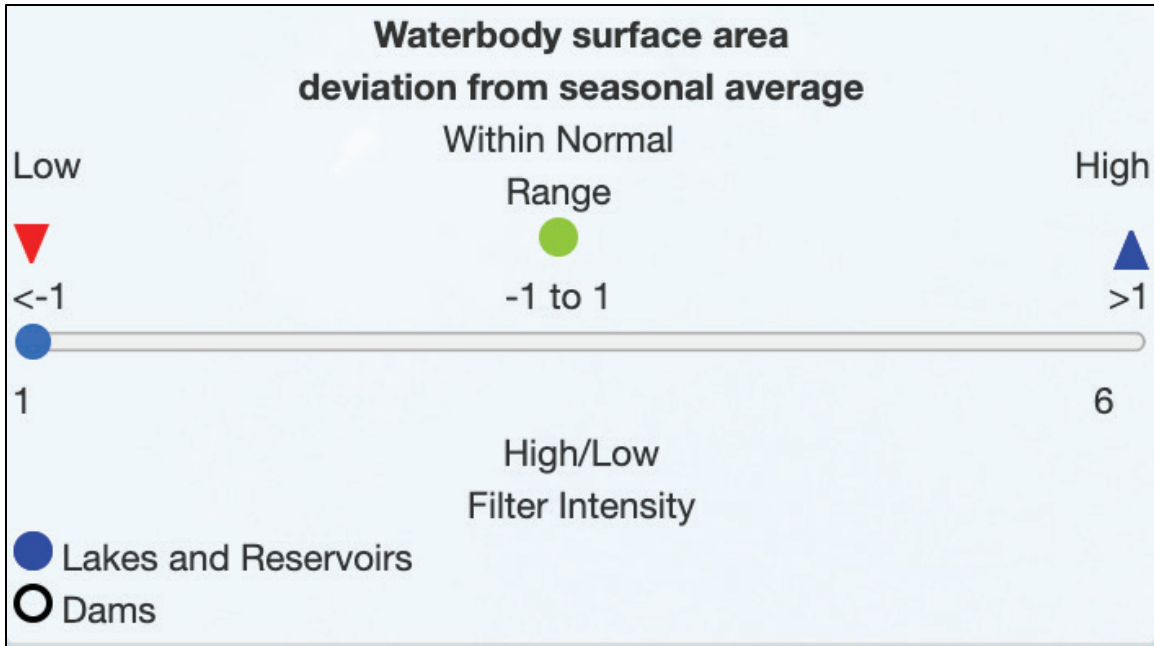 Waterbody surface area
deviation from seasonal average
Within Normal
Range
Low
High
<-1
-1 to 1
>1
1
6
High/Low
Filter Intensity
Lakes and Reservoirs
Dams